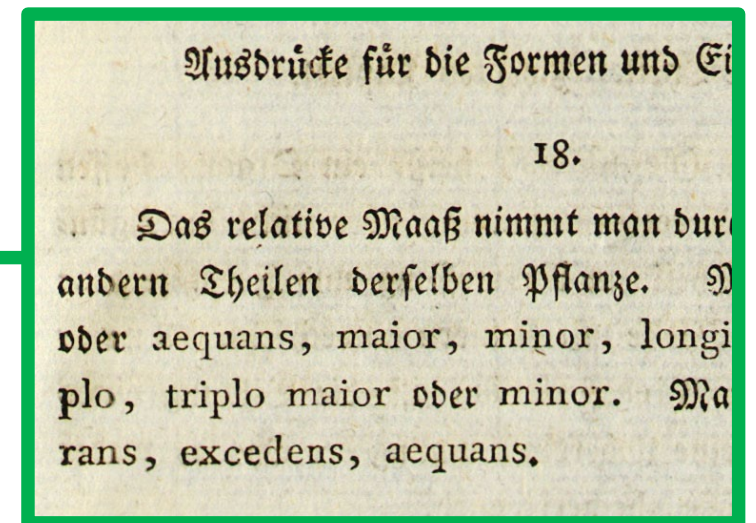 Ausdrücke für die Formen und Ei
18.
Das relative Maaß nimmt man dur
andern Theilen derselben Pflanze. M
oder aequans, maior, minor, longi
plo, triplo maior oder minor. Ma
rans, excedens, aequans.